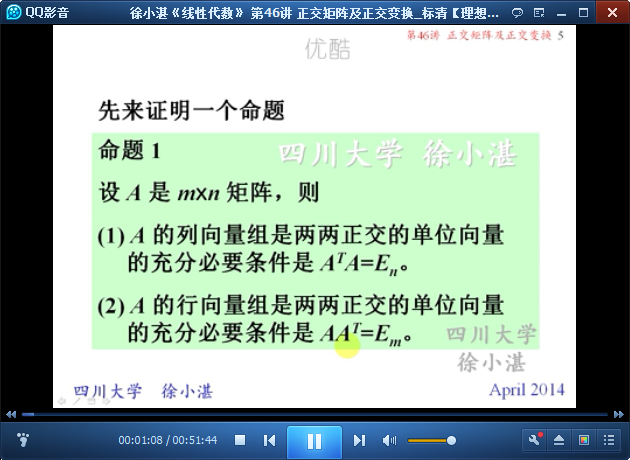 QQ影音
徐小湛《线性代数》 第46讲 正交矩阵及正交变换_标清【理想...
优酷
第46讲 正交矩阵及正交变换 5
先来证明一个命题
命题 1
四川大学 徐小湛
设 A 是 m×n 矩阵，则
(1) A 的列向量组是两两正交的单位向量
的充分必要条件是 AᵀA=Eₙ。
(2) A 的行向量组是两两正交的单位向量
的充分必要条件是 AAᵀ=Eₘ。
四川大学
徐小湛
四川大学 徐小湛
April 2014
00:01:08 / 00:51:44